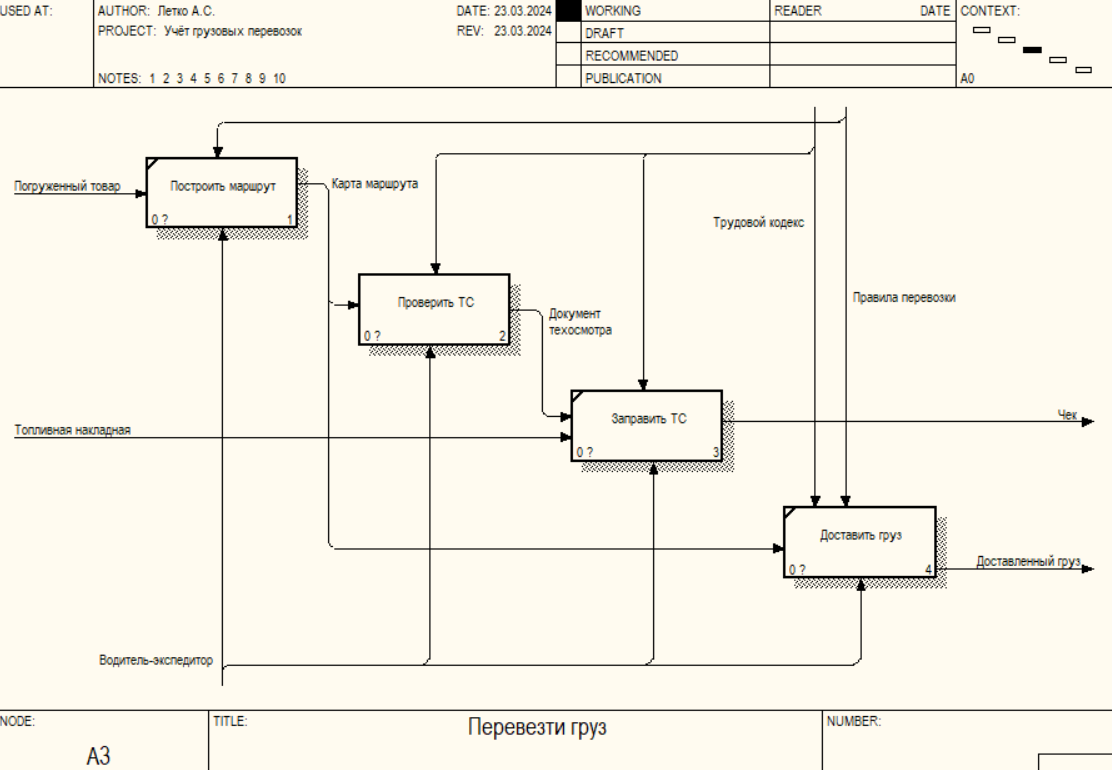 USED AT:
AUTHOR: Летко А.С.
DATE: 23.03.2024
WORKING
READER
DATE
CONTEXT:
PROJECT: Учёт грузовых перевозок
REV: 23.03.2024
DRAFT
RECOMMENDED
NOTES: 1 2 3 4 5 6 7 8 9 10
PUBLICATION
A0
Погруженный товар
Построить маршрут
0 ?
1
Карта маршрута
Трудовой кодекс
Правила перевозки
Проверить ТС
0 ?
2
Документ
техосмотра
Топливная накладная
Заправить ТС
0 ?
3
Чек
Доставить груз
0 ?
4
Доставленный груз
Водитель-экспедитор
NODE:
A3
TITLE:
Перевезти груз
NUMBER: